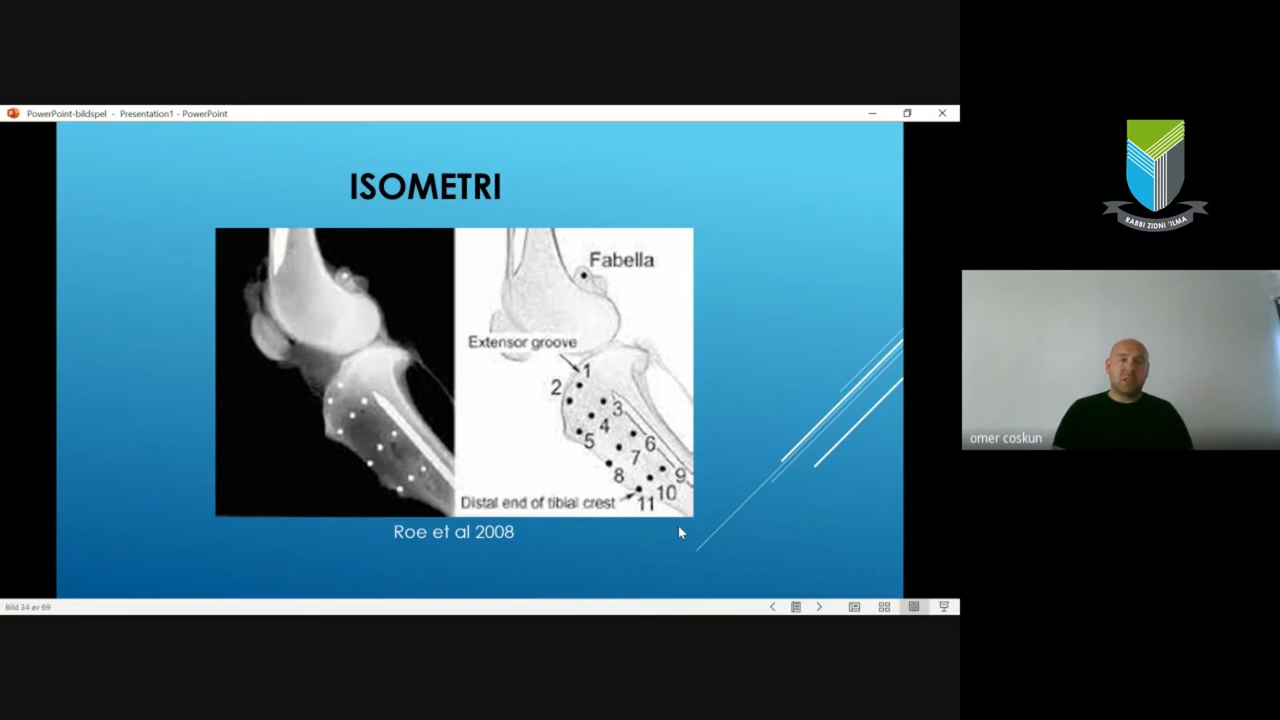 PowerPoint-bildspel - Presentation1 - PowerPoint
ISOMETRI
Fabella
Extensor groove
1
2
3
4
5
6
7
8
9
10
11
Distal end of tibial crest
Roe et al 2008
Bild 34 av 69
RABBI ZIDNI 'ILMA
omer coskun